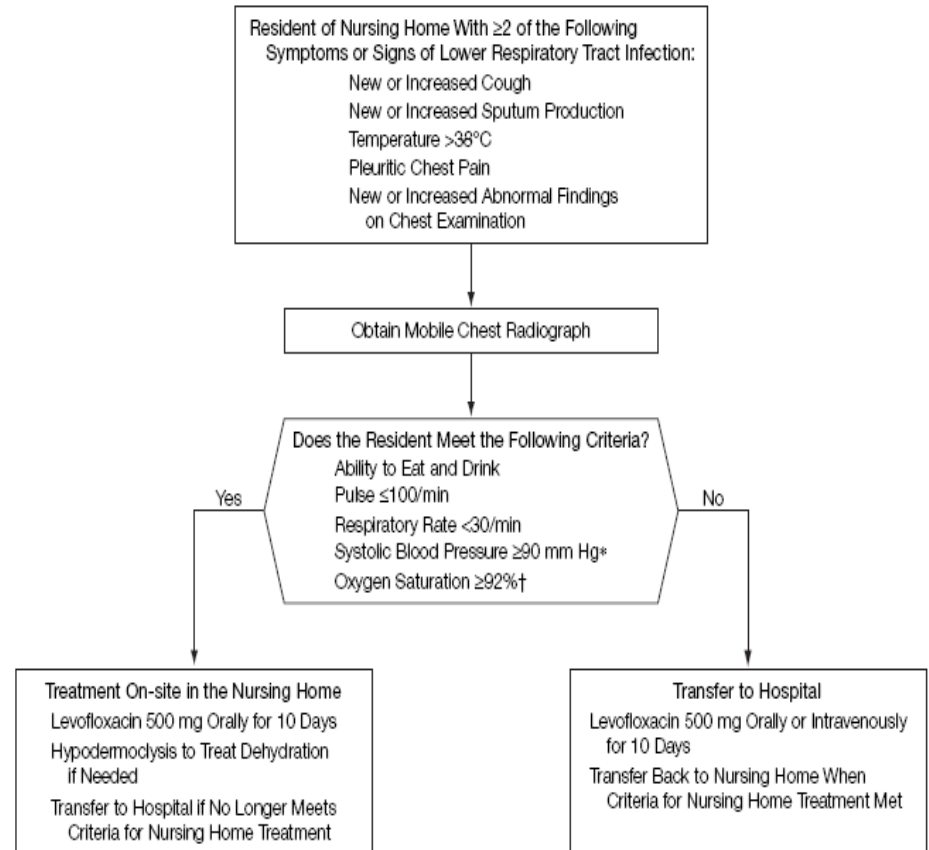 Resident of Nursing Home With ≥2 of the Following
Symptoms or Signs of Lower Respiratory Tract Infection:
New or Increased Cough
New or Increased Sputum Production
Temperature >38°C
Pleuritic Chest Pain
New or Increased Abnormal Findings
on Chest Examination
Obtain Mobile Chest Radiograph
Does the Resident Meet the Following Criteria?
Ability to Eat and Drink
Pulse ≤100/min
Respiratory Rate <30/min
Systolic Blood Pressure ≥90 mm Hg*
Oxygen Saturation ≥92%†
Yes
No
Treatment On-site in the Nursing Home
Levofloxacin 500 mg Orally for 10 Days
Hypodermoclysis to Treat Dehydration
if Needed
Transfer to Hospital if No Longer Meets
Criteria for Nursing Home Treatment
Transfer to Hospital
Levofloxacin 500 mg Orally or Intravenously
for 10 Days
Transfer Back to Nursing Home When
Criteria for Nursing Home Treatment Met